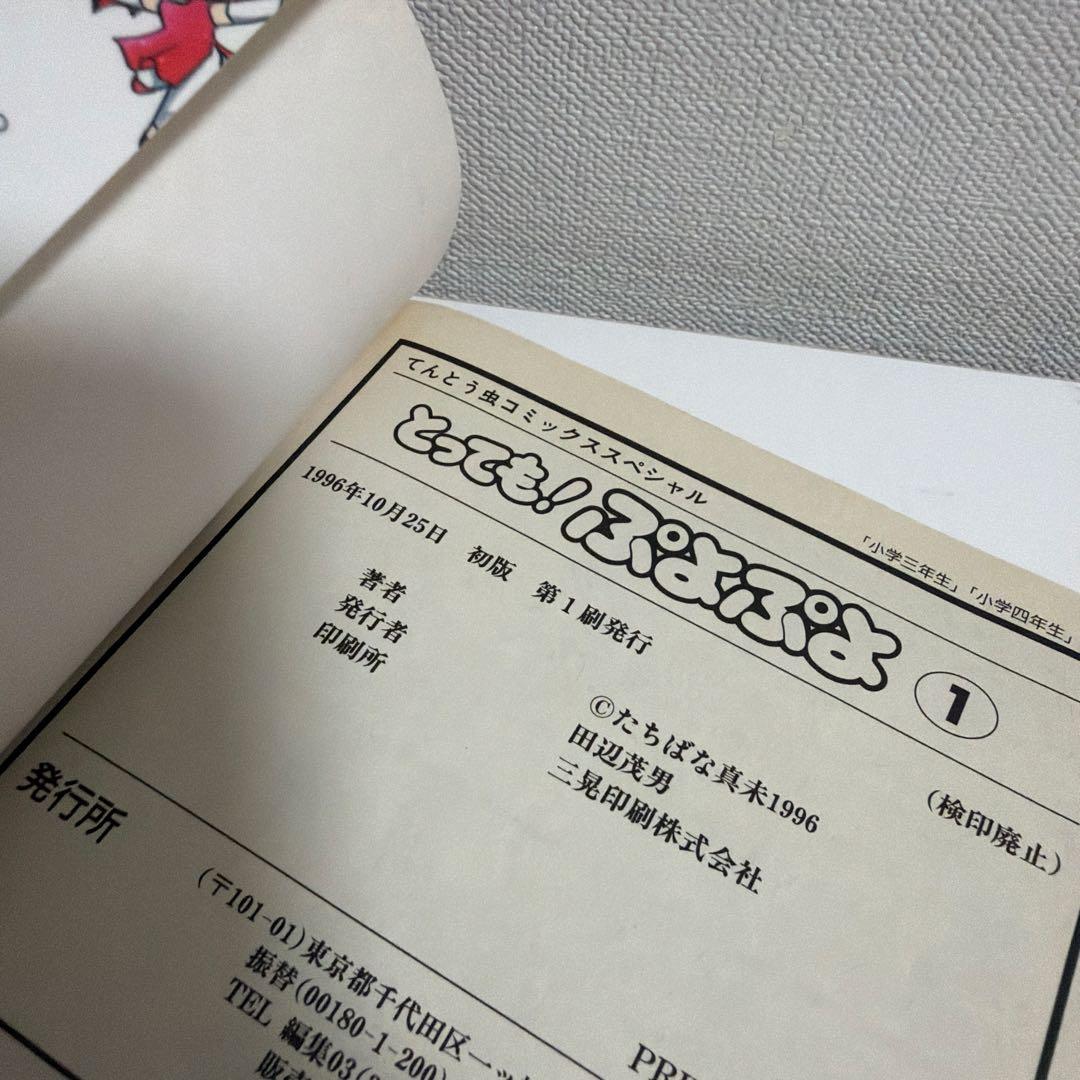 てんとう虫コミックススペシャル
とっても!ぷよぷよ 1
「小学三年生」「小学四年生」
1996年10月25日 初版 第1刷発行
(検印廃止)
著者 ©たちばな真未1996
発行者 田辺茂男
印刷所 三晃印刷株式会社
発行所
(〒101-01)東京都千代田区一ッ
振替(00180-1-200)
TEL 編集03(
販売
PRI